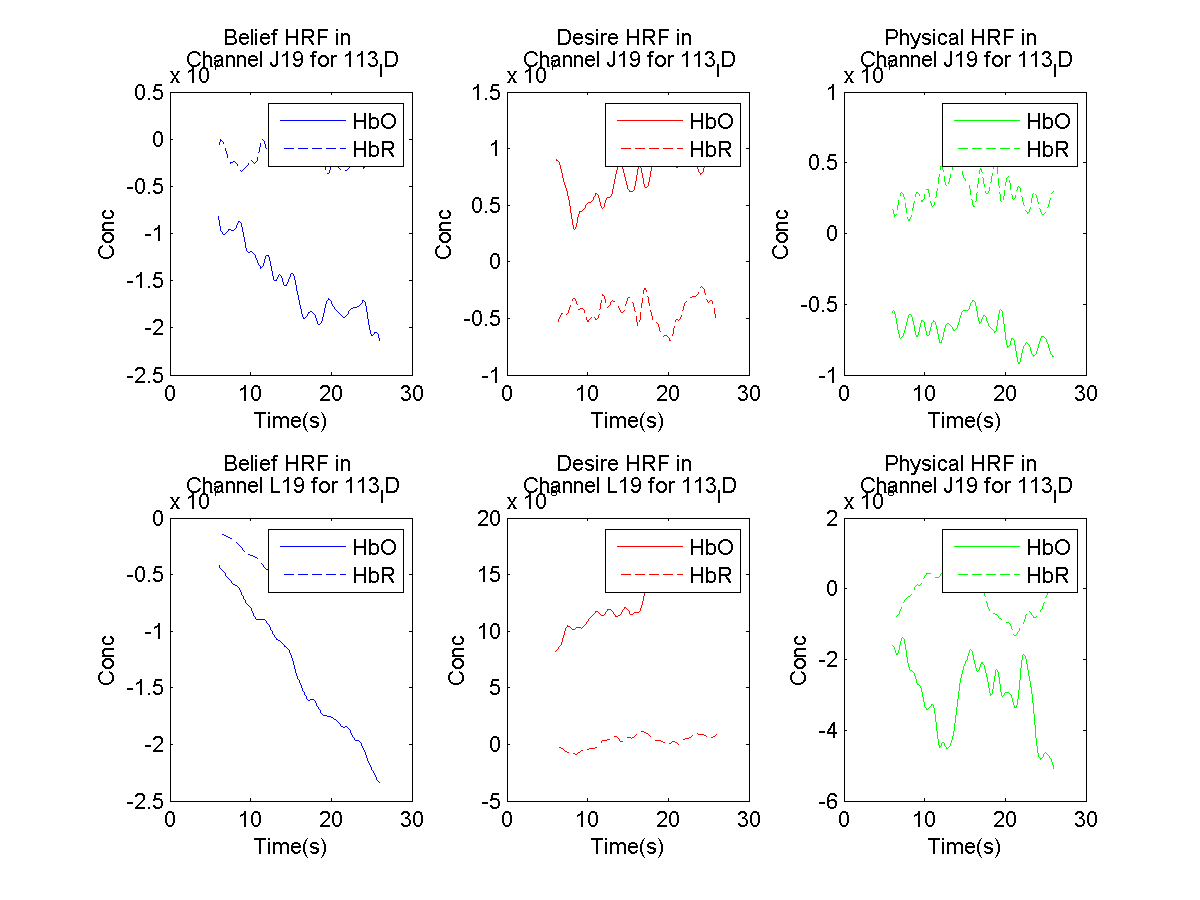 Belief HRF in
Channel J19 for 113,D
x 10
0.5
0
-0.5
-1
-1.5
-2
-2.5
Conc
HbO
HbR
0 10 20 30
Time(s)
Desire HRF in
Channel J19 for 113,D
x 10
1.5
1
0.5
0
-0.5
-1
Conc
HbO
HbR
0 10 20 30
Time(s)
Physical HRF in
Channel J19 for 113,D
x 10
1
0.5
0
-0.5
-1
Conc
HbO
HbR
0 10 20 30
Time(s)
Belief HRF in
Channel L19 for 113,D
x 10
0
-0.5
-1
-1.5
-2
-2.5
Conc
HbO
HbR
0 10 20 30
Time(s)
Desire HRF in
Channel L19 for 113,D
x 10
20
15
10
5
0
-5
Conc
HbO
HbR
0 10 20 30
Time(s)
Physical HRF in
Channel J19 for 113,D
x 10
2
0
-2
-4
-6
Conc
HbO
HbR
0 10 20 30
Time(s)